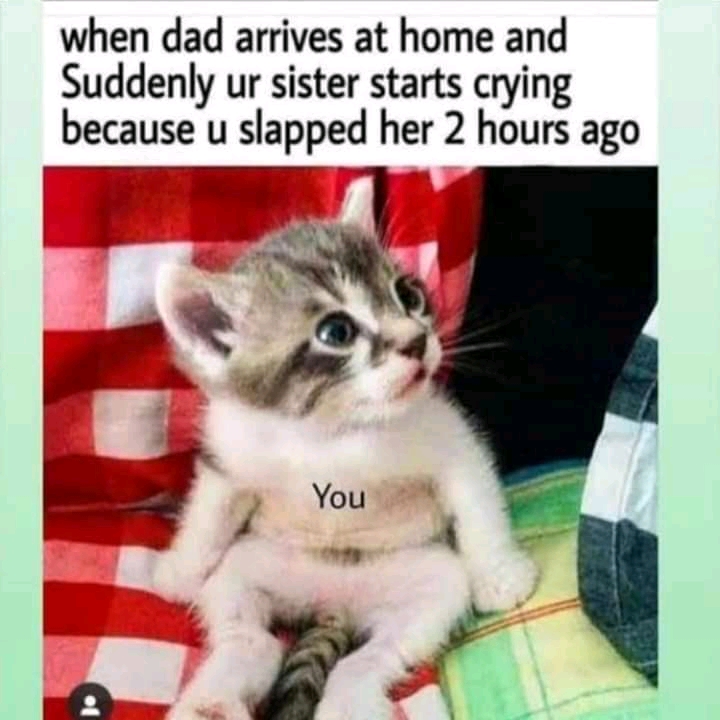 when dad arrives at home and
Suddenly ur sister starts crying
because u slapped her 2 hours ago
You